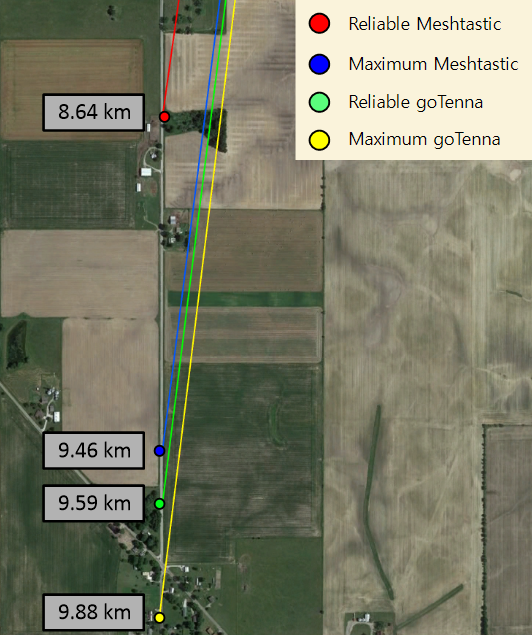 Reliable Meshtastic
Maximum Meshtastic
Reliable goTenna
Maximum goTenna
8.64 km
9.46 km
9.59 km
9.88 km